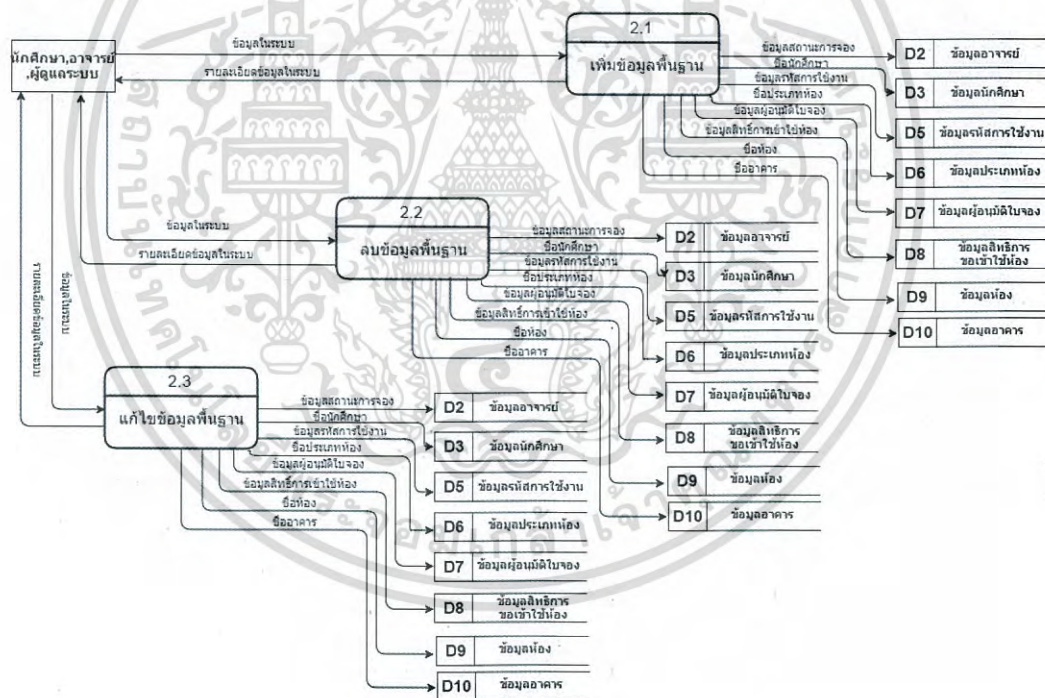 นักศึกษา,อาจารย์
,ผู้ดูแลระบบ
ข้อมูลในระบบ
รายละเอียดข้อมูลในระบบ
2.1
เพิ่มข้อมูลพื้นฐาน
ข้อมูลสถานะการจอง
ชื่อนักศึกษา
ข้อมูลรหัสการใช้งาน
ชื่อประเภทห้อง
ข้อมูลผู้อนุมัติใบจอง
ข้อมูลสิทธิ์การเข้าใช้ห้อง
ชื่อห้อง
ชื่ออาคาร
D2 ข้อมูลอาจารย์
D3 ข้อมูลนักศึกษา
D5 ข้อมูลรหัสการใช้งาน
D6 ข้อมูลประเภทห้อง
D7 ข้อมูลผู้อนุมัติใบจอง
D8 ข้อมูลสิทธิการ
ขอเข้าใช้ห้อง
D9 ข้อมูลห้อง
D10 ข้อมูลอาคาร
ข้อมูลในระบบ
รายละเอียดข้อมูลในระบบ
2.2
ลบข้อมูลพื้นฐาน
ข้อมูลสถานะการจอง
ชื่อนักศึกษา
ข้อมูลรหัสการใช้งาน
ชื่อประเภทห้อง
ข้อมูลผู้อนุมัติใบจอง
ข้อมูลสิทธิ์การเข้าใช้ห้อง
ชื่อห้อง
ชื่ออาคาร
D2 ข้อมูลอาจารย์
D3 ข้อมูลนักศึกษา
D5 ข้อมูลรหัสการใช้งาน
D6 ข้อมูลประเภทห้อง
D7 ข้อมูลผู้อนุมัติใบจอง
D8 ข้อมูลสิทธิการ
ขอเข้าใช้ห้อง
D9 ข้อมูลห้อง
D10 ข้อมูลอาคาร
ข้อมูลในระบบ
รายละเอียดข้อมูลในระบบ
2.3
แก้ไขข้อมูลพื้นฐาน
ข้อมูลสถานะการจอง
ชื่อนักศึกษา
ข้อมูลรหัสการใช้งาน
ชื่อประเภทห้อง
ข้อมูลผู้อนุมัติใบจอง
ข้อมูลสิทธิ์การเข้าใช้ห้อง
ชื่อห้อง
ชื่ออาคาร
D2 ข้อมูลอาจารย์
D3 ข้อมูลนักศึกษา
D5 ข้อมูลรหัสการใช้งาน
D6 ข้อมูลประเภทห้อง
D7 ข้อมูลผู้อนุมัติใบจอง
D8 ข้อมูลสิทธิการ
ขอเข้าใช้ห้อง
D9 ข้อมูลห้อง
D10 ข้อมูลอาคาร